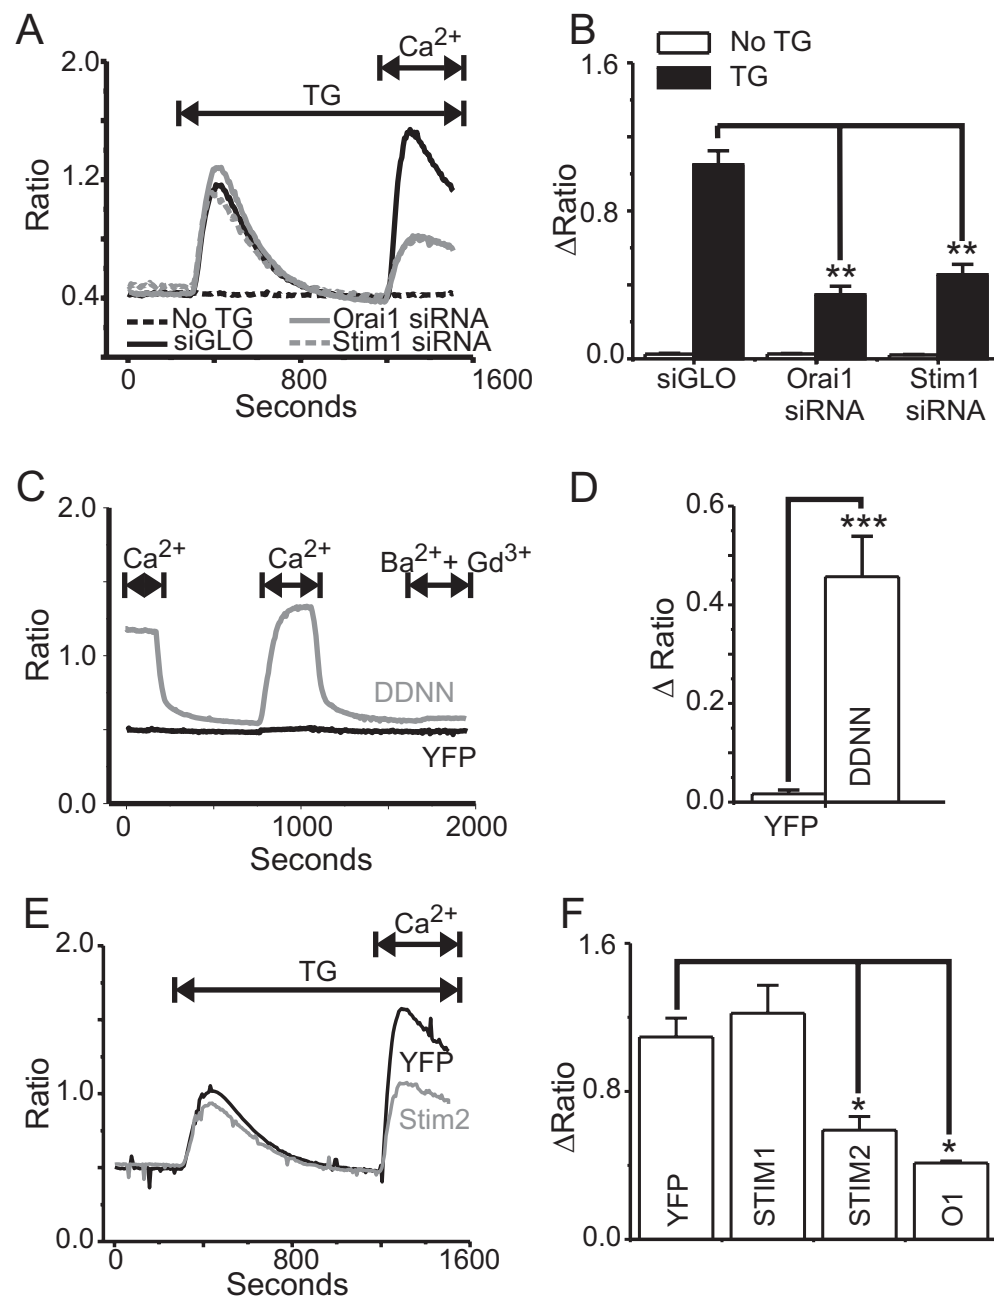 A
Ca2+
TG
2.0
1.2
0.4
Ratio
No TG
siGLO
Orai1 siRNA
Stim1 siRNA
0
800
1600
Seconds
B
No TG
TG
1.6
0.8
0.0
ΔRatio
**
**
siGLO
Orai1
siRNA
Stim1
siRNA
C
2.0
1.0
0.0
Ratio
Ca2+
Ca2+
Ba2+ + Gd3+
DDNN
YFP
0
1000
2000
Seconds
D
0.6
0.4
0.2
0.0
Δ Ratio
***
DDNN
YFP
E
Ca2+
TG
2.0
1.0
0.0
Ratio
YFP
Stim2
0
800
1600
Seconds
F
1.6
0.8
0.0
ΔRatio
*
*
YFP
STIM1
STIM2
O1